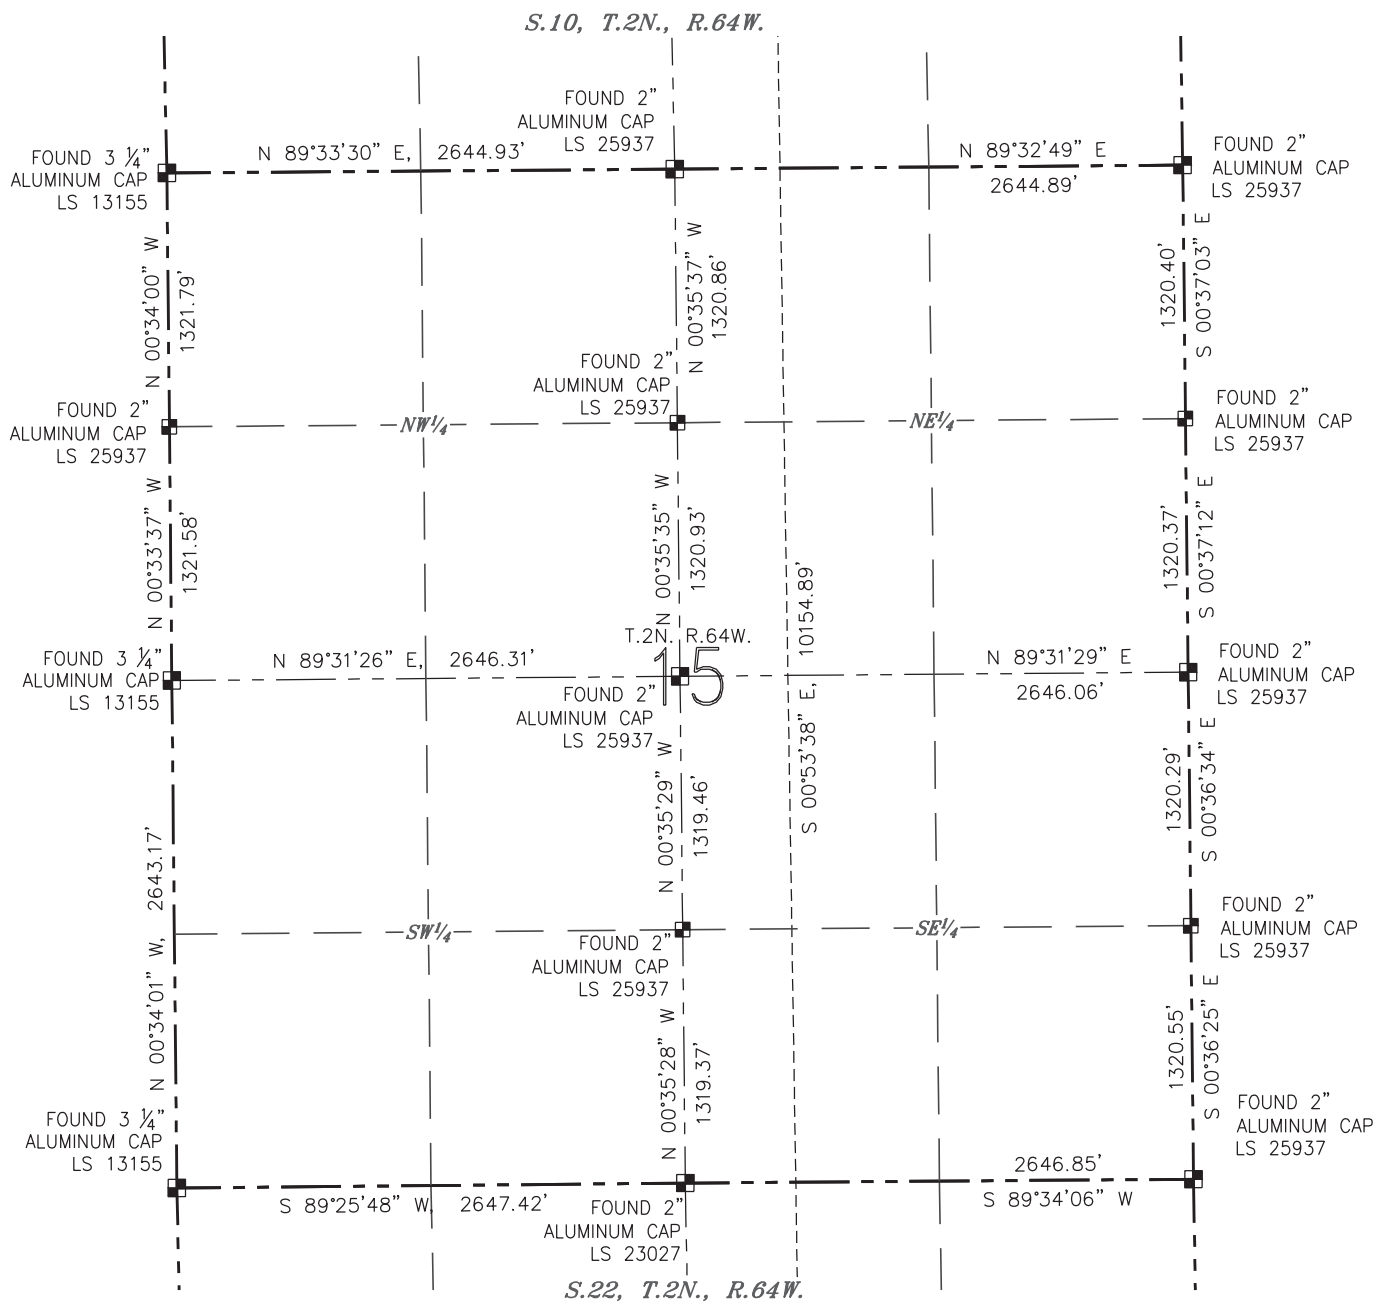 S.10, T.2N., R.64W.
FOUND 2”
ALUMINUM CAP
LS 25937
FOUND 3 ¼”
ALUMINUM CAP
LS 13155
N 89°33'30” E, 2644.93’
N 89°32'49” E
2644.89’
FOUND 2”
ALUMINUM CAP
LS 25937
N 00°34'00” W
1321.79’
N 00°35'37” W
1320.86’
1320.40’
S 00°37'03” E
FOUND 2”
ALUMINUM CAP
LS 25937
FOUND 2”
ALUMINUM CAP
LS 25937
NW¼
NE¼
FOUND 2”
ALUMINUM CAP
LS 25937
N 00°33'37” W
1321.58’
N 00°35'35” W
1320.93’
S 00°53'38” E, 10154.89’
1320.37’
S 00°37'12” E
T.2N. R.64W.
15
FOUND 3 ¼”
ALUMINUM CAP
LS 13155
N 89°31'26” E, 2646.31’
FOUND 2”
ALUMINUM CAP
LS 25937
N 89°31'29” E
2646.06’
FOUND 2”
ALUMINUM CAP
LS 25937
N 00°34'01” W, 2643.17’
N 00°35'29” W
1319.46’
1320.29’
S 00°36'34” E
SW¼
SE¼
FOUND 2”
ALUMINUM CAP
LS 25937
FOUND 2”
ALUMINUM CAP
LS 25937
N 00°35'28” W
1319.37’
1320.55’
S 00°36'25” E
FOUND 3 ¼”
ALUMINUM CAP
LS 13155
FOUND 2”
ALUMINUM CAP
LS 25937
S 89°25'48” W, 2647.42’
FOUND 2”
ALUMINUM CAP
LS 23027
2646.85’
S 89°34'06” W
S.22, T.2N., R.64W.